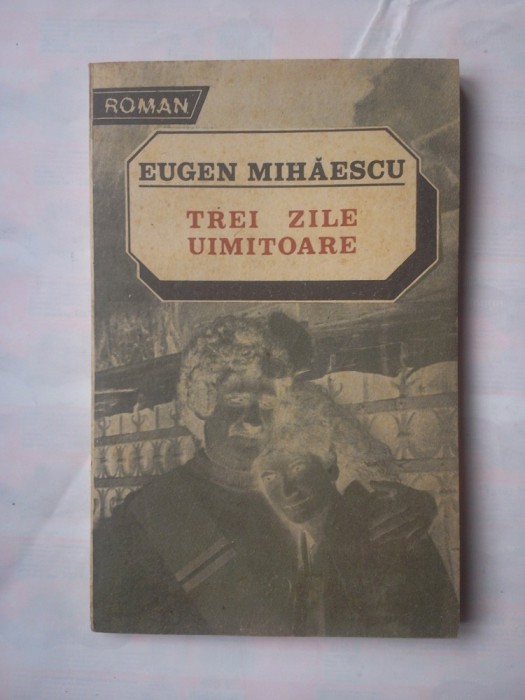 ROMAN
EUGEN MIHĂESCU
TREI ZILE
UIMITOARE